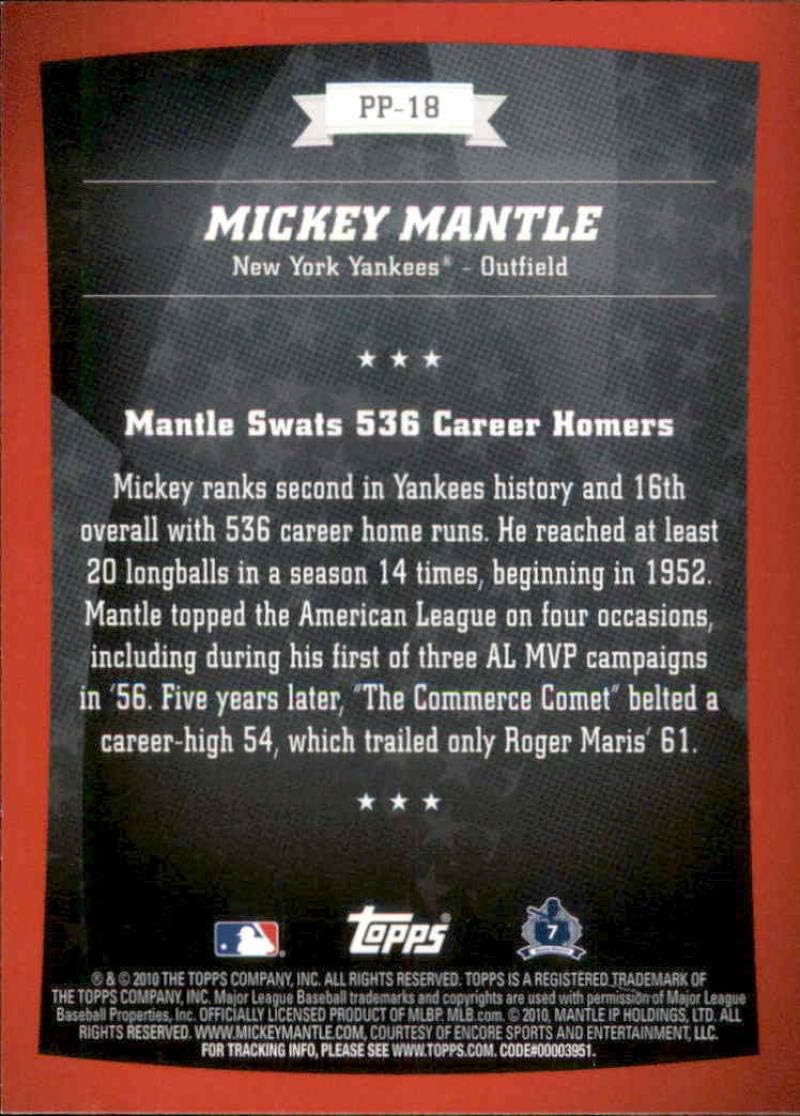 PP-18
MICKEY MANTLE
New York Yankees® - Outfield
Mantle Swats 536 Career Homers
Mickey ranks second in Yankees history and 16th
overall with 536 career home runs. He reached at least
20 longballs in a season 14 times, beginning in 1952.
Mantle topped the American League on four occasions,
including during his first of three AL MVP campaigns
in '56. Five years later, "The Commerce Comet" belted a
career-high 54, which trailed only Roger Maris' 61.
Topps®
7
® & © 2010 THE TOPPS COMPANY, INC. ALL RIGHTS RESERVED. TOPPS IS A REGISTERED TRADEMARK OF
THE TOPPS COMPANY, INC. Major League Baseball trademarks and copyrights are used with permission of Major League
Baseball Properties, Inc. OFFICIALLY LICENSED PRODUCT OF MLBP. MLB.com. © 2010, MANTLE IP HOLDINGS, LTD. ALL
RIGHTS RESERVED. WWW.MICKEYMANTLE.COM, COURTESY OF ENCORE SPORTS AND ENTERTAINMENT, LLC.
FOR TRACKING INFO, PLEASE SEE WWW.TOPPS.COM. CODE#00003951.